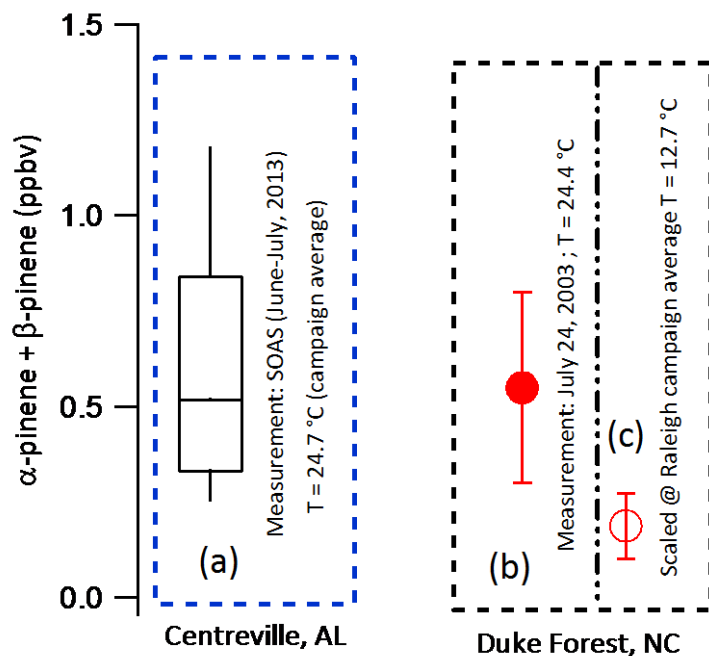 α-pinene + β-pinene (ppbv)
1.5
1.0
0.5
0.0
Measurement: SOAS (June-July, 2013)
T = 24.7 °C (campaign average)
(a)
Measurement: July 24, 2003 ; T = 24.4 °C
(b)
Scaled @ Raleigh campaign average T = 12.7 °C
(c)
Centreville, AL
Duke Forest, NC